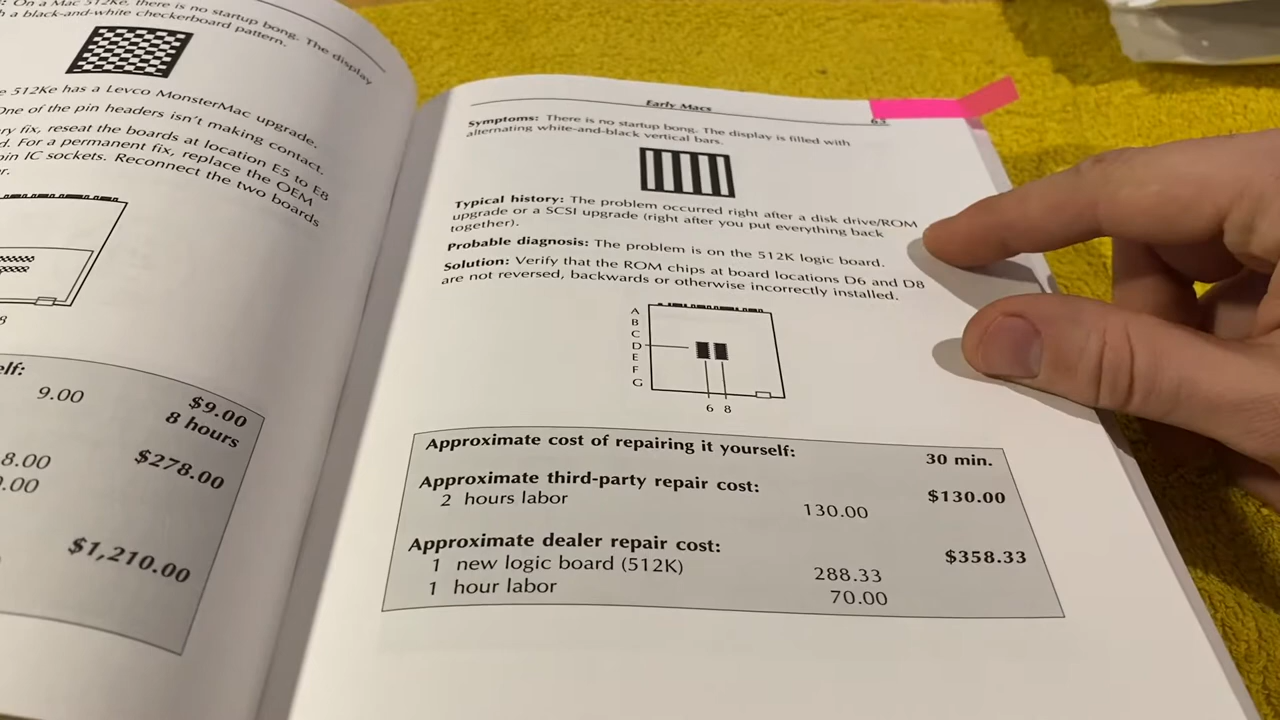 : On a Mac 512Ke, there is no startup bong. The display
h a black-and-white checkerboard pattern.
e 512Ke has a Levco MonsterMac upgrade.
One of the pin headers isn't making contact.
ry fix, reseat the boards at location E5 to E8
d. For a permanent fix, replace the OEM
pin IC sockets. Reconnect the two boards
r.
8
elf:
$9.00
9.00
8 hours
$278.00
8.00
0.00
$1,210.00
Early Macs
65
Symptoms: There is no startup bong. The display is filled with
alternating white-and-black vertical bars.
Typical history: The problem occurred right after a disk drive/ROM
upgrade or a SCSI upgrade (right after you put everything back
together).
Probable diagnosis: The problem is on the 512K logic board.
Solution: Verify that the ROM chips at board locations D6 and D8
are not reversed, backwards or otherwise incorrectly installed.
A
B
C
D
E
F
G
6 8
Approximate cost of repairing it yourself: 30 min.
Approximate third-party repair cost: $130.00
2 hours labor 130.00
Approximate dealer repair cost: $358.33
1 new logic board (512K) 288.33
1 hour labor 70.00